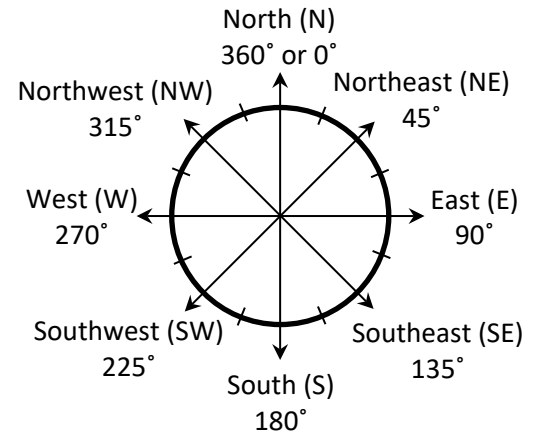 North (N)
360˚ or 0˚
Northwest (NW)
315˚
Northeast (NE)
45˚
West (W)
270˚
East (E)
90˚
Southwest (SW)
225˚
Southeast (SE)
135˚
South (S)
180˚